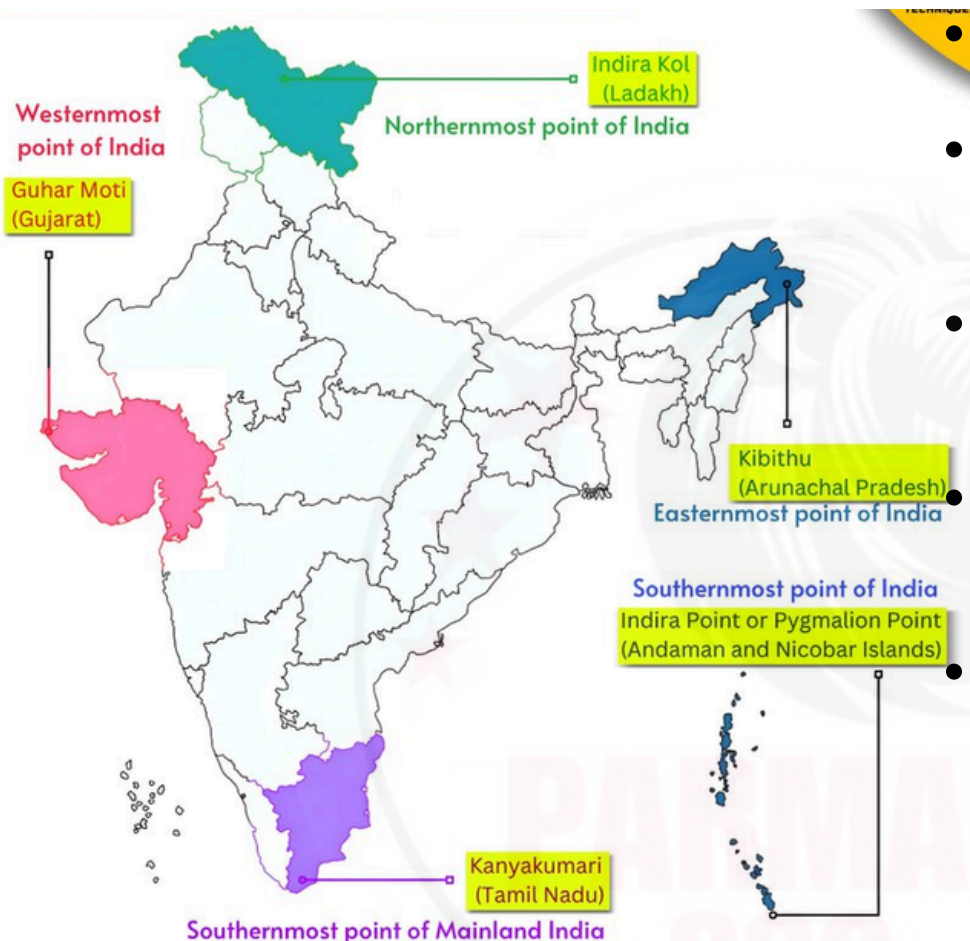 TECHNIQUES
Indira Kol
(Ladakh)
Northernmost point of India
Westernmost
point of India
Guhar Moti
(Gujarat)
Kibithu
(Arunachal Pradesh)
Easternmost point of India
Southernmost point of India
Indira Point or Pygmalion Point
(Andaman and Nicobar Islands)
Kanyakumari
(Tamil Nadu)
Southernmost point of Mainland India
PARMA